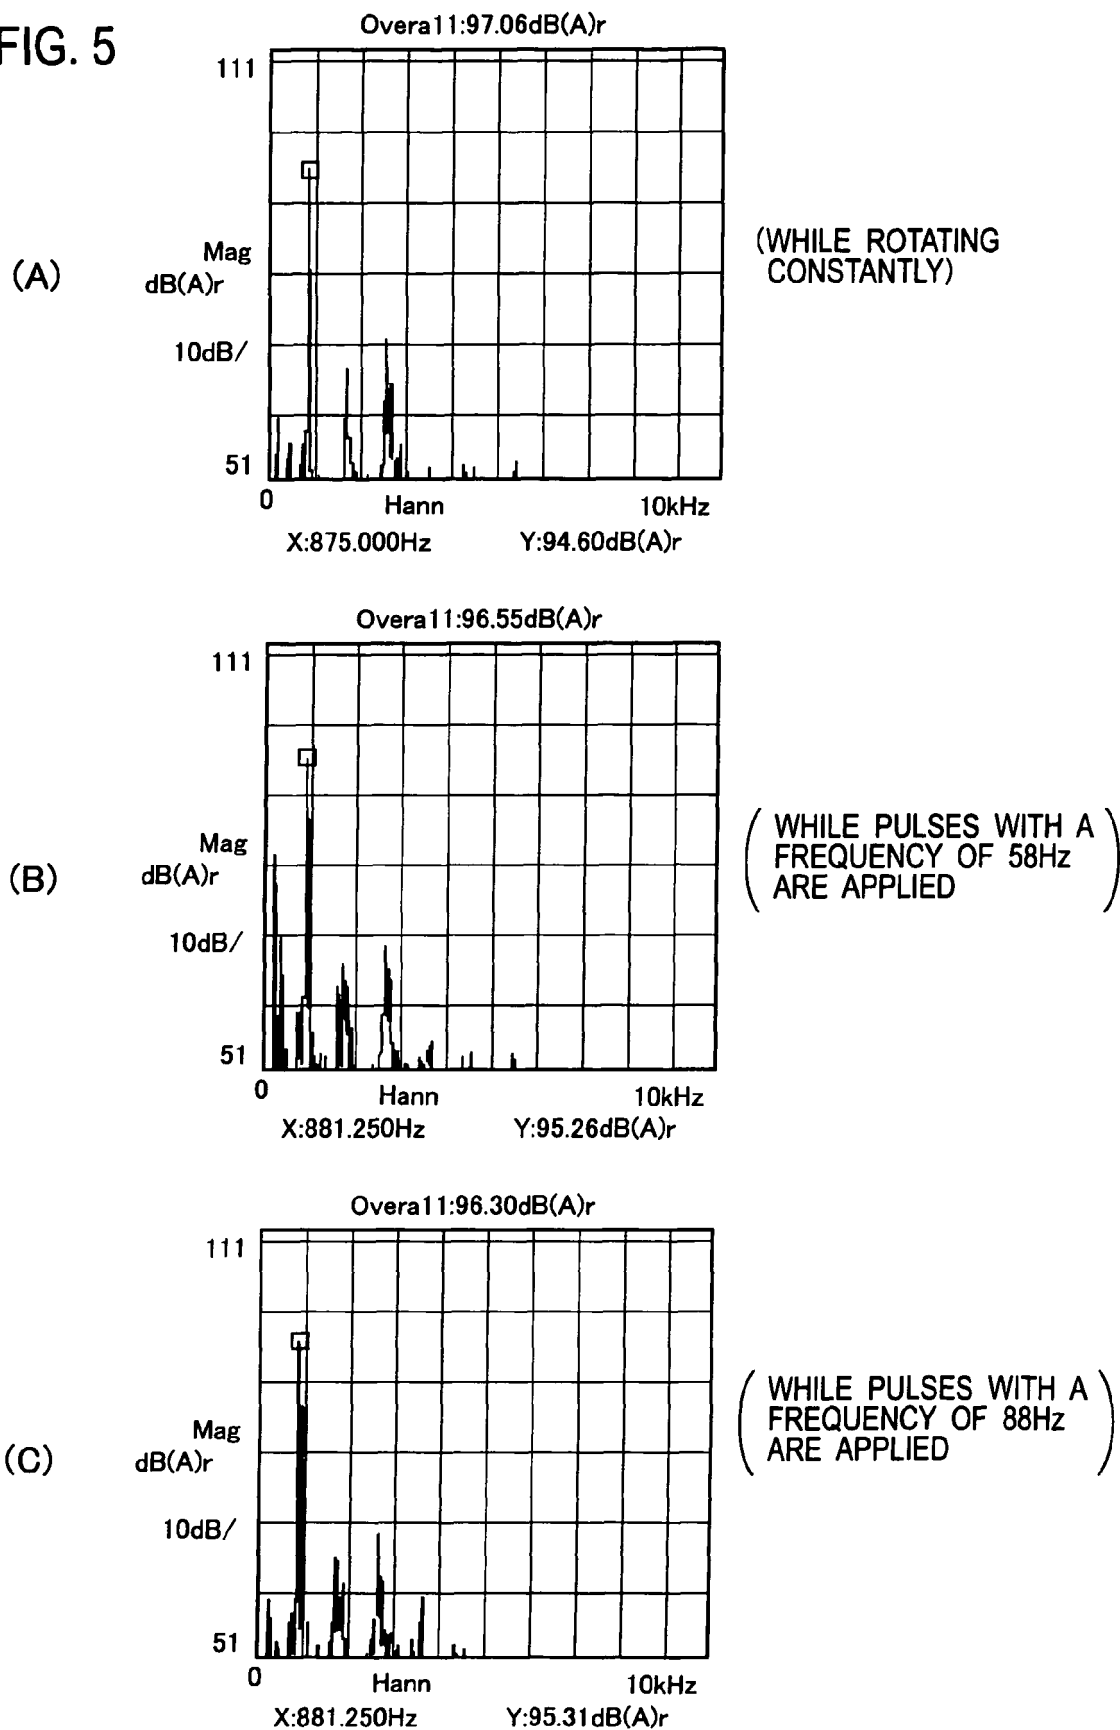 FIG. 5
Overa11:97.06dB(A)r
111
(A)
Mag
dB(A)r
10dB/
51
0
Hann
10kHz
X:875.000Hz
Y:94.60dB(A)r
(WHILE ROTATING
CONSTANTLY)
Overa11:96.55dB(A)r
111
(B)
Mag
dB(A)r
10dB/
51
0
Hann
10kHz
X:881.250Hz
Y:95.26dB(A)r
(WHILE PULSES WITH A
FREQUENCY OF 58Hz
ARE APPLIED)
Overa11:96.30dB(A)r
111
(C)
Mag
dB(A)r
10dB/
51
0
Hann
10kHz
X:881.250Hz
Y:95.31dB(A)r
(WHILE PULSES WITH A
FREQUENCY OF 88Hz
ARE APPLIED)